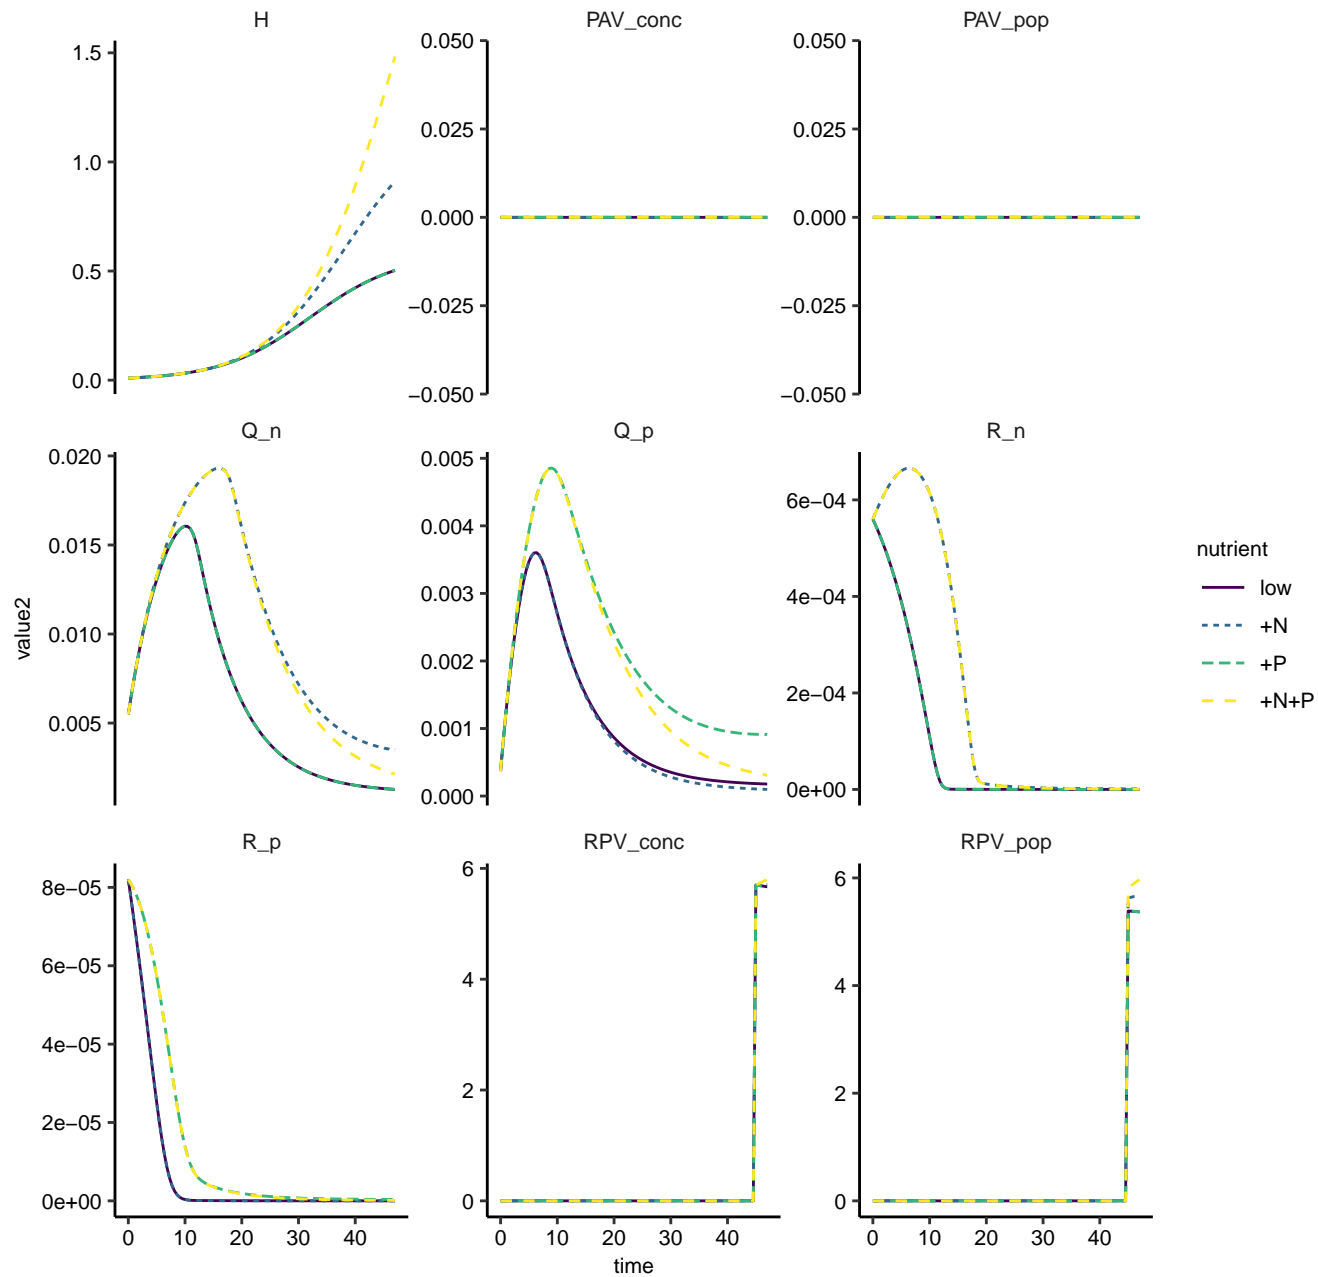 H
PAV_conc
PAV_pop
1.5
1.0
0.5
0.0
0.050
0.025
0.000
−0.025
−0.050
0.050
0.025
0.000
−0.025
−0.050
Q_n
Q_p
R_n
0.020
0.015
0.010
0.005
0.005
0.004
0.003
0.002
0.001
0.000
6e−04
4e−04
2e−04
0e+00
value2
nutrient
low
+N
+P
+N+P
R_p
RPV_conc
RPV_pop
8e−05
6e−05
4e−05
2e−05
0e+00
6
4
2
0
6
4
2
0
0 10 20 30 40
0 10 20 30 40
0 10 20 30 40
time